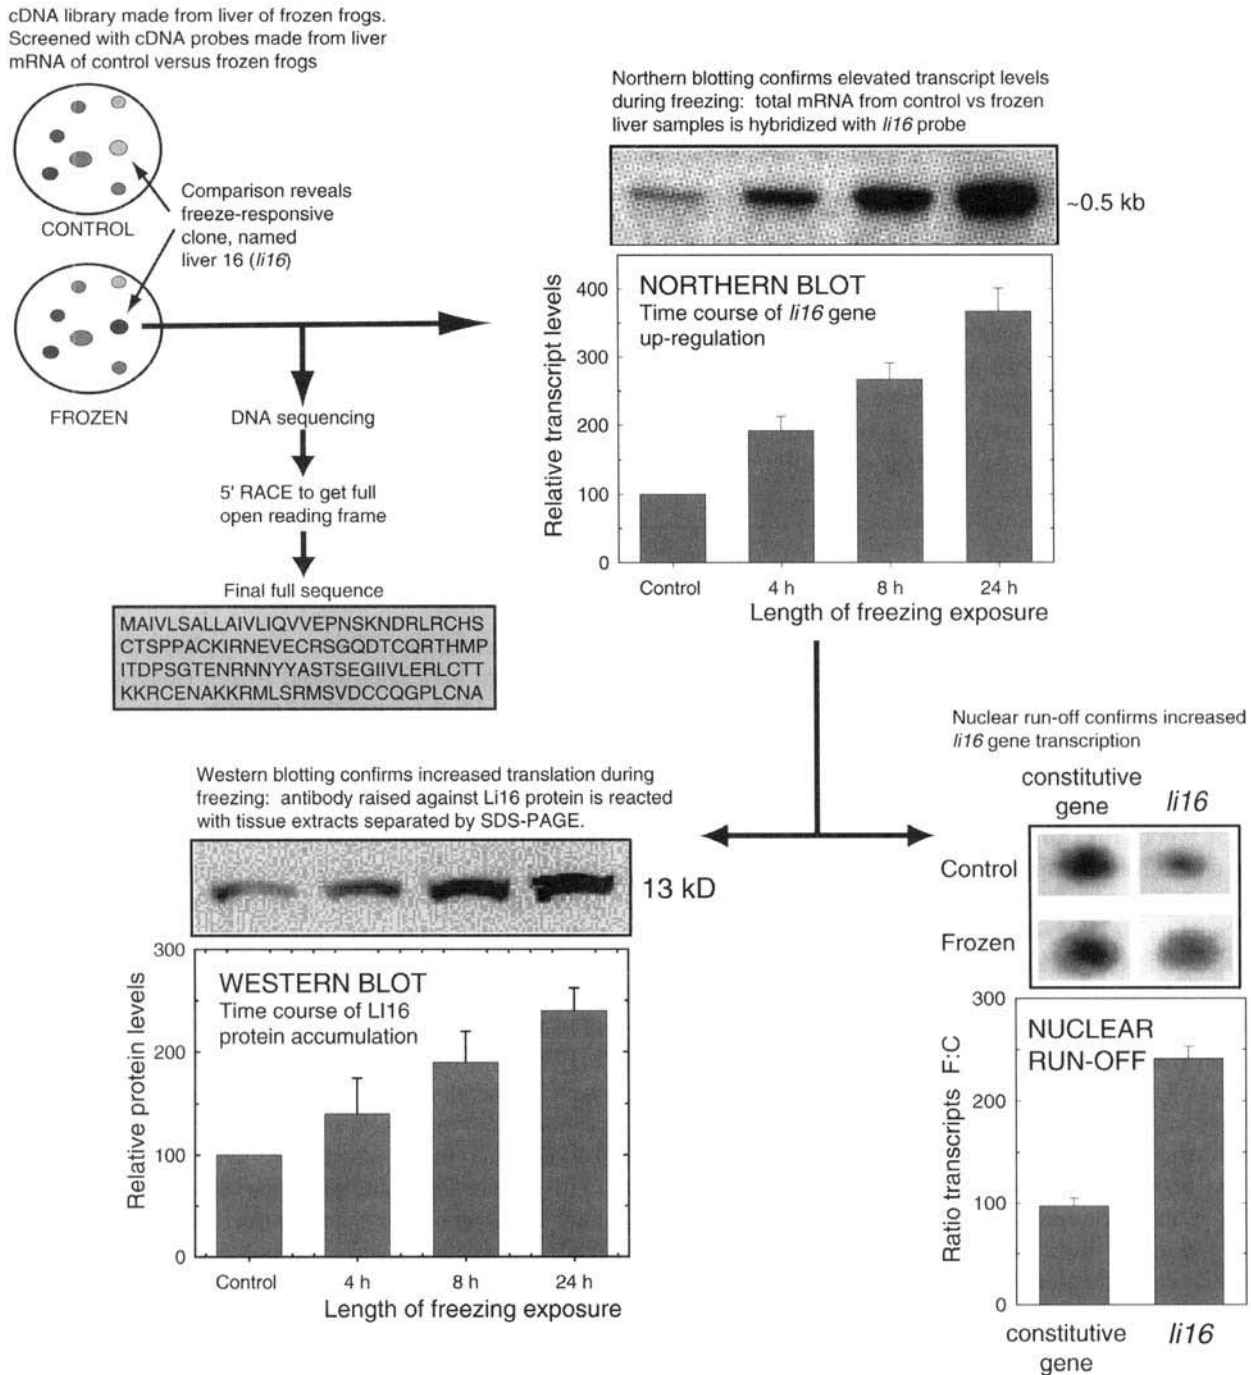 cDNA library made from liver of frozen frogs.
Screened with cDNA probes made from liver
mRNA of control versus frozen frogs
CONTROL
Comparison reveals
freeze-responsive
clone, named
liver 16 (li16)
FROZEN
DNA sequencing
5' RACE to get full
open reading frame
Final full sequence
MAIVLSALLAIVLIQVVEPNSKNDRLRCHS
CTSPPACKIRNEVECRSGQDTCQRTHMP
ITDPSGTENRNNYYASTSEGIIVLERLCTT
KKRCENAKKRMLSRMSVDCCQGPLCNA
Northern blotting confirms elevated transcript levels
during freezing: total mRNA from control vs frozen
liver samples is hybridized with li16 probe
~0.5 kb
NORTHERN BLOT
Time course of li16 gene
up-regulation
Relative transcript levels
400
300
200
100
0
Control 4 h 8 h 24 h
Length of freezing exposure
Western blotting confirms increased translation during
freezing: antibody raised against Li16 protein is reacted
with tissue extracts separated by SDS-PAGE.
13 kD
WESTERN BLOT
Time course of LI16
protein accumulation
Relative protein levels
300
200
100
0
Control 4 h 8 h 24 h
Length of freezing exposure
Nuclear run-off confirms increased
li16 gene transcription
constitutive
gene
li16
Control
Frozen
NUCLEAR
RUN-OFF
Ratio transcripts F:C
300
200
100
0
constitutive
gene
li16